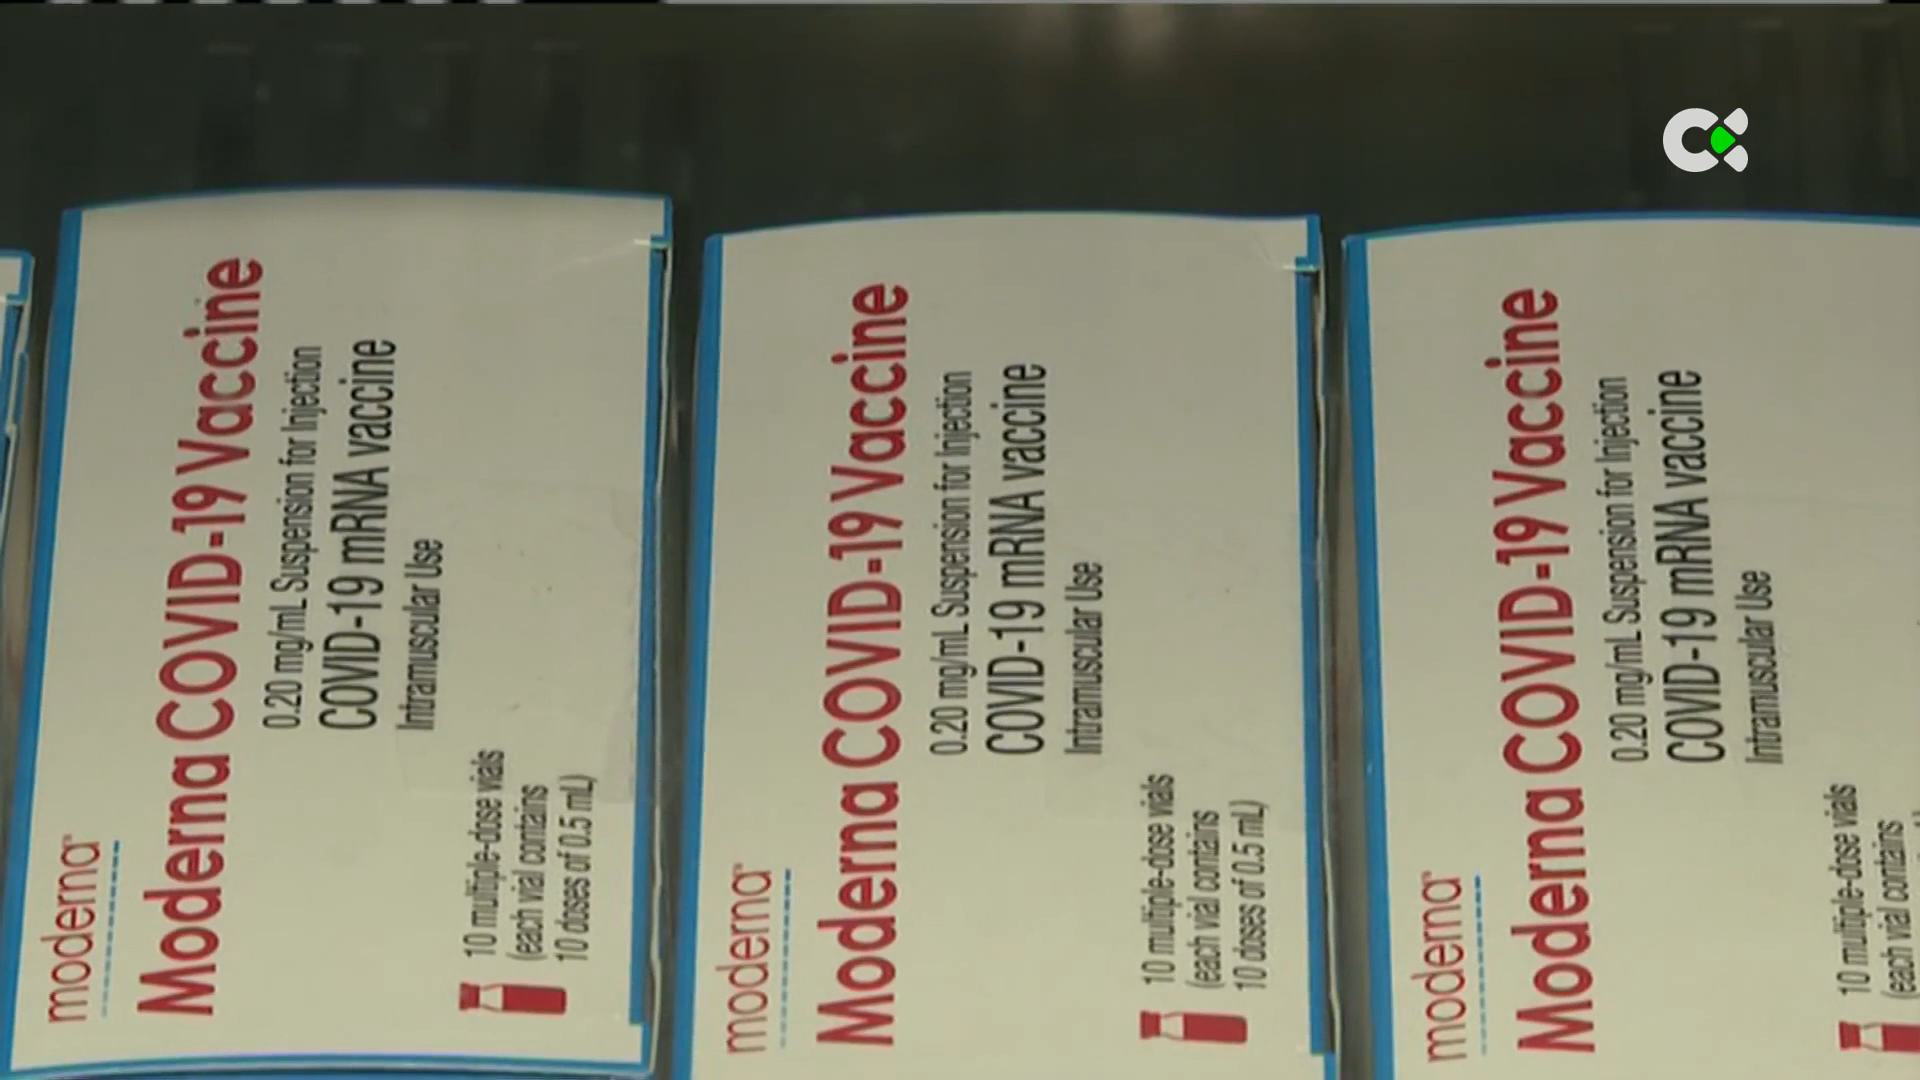 moderna
Moderna COVID-19 Vaccine
0.20 mg/mL Suspension for Injection
COVID-19 mRNA vaccine
Intramuscular Use
10 multiple-dose vials
(each vial contains
10 doses of 0.5 mL)
moderna
Moderna COVID-19 Vaccine
0.20 mg/mL Suspension for Injection
COVID-19 mRNA vaccine
Intramuscular Use
10 multiple-dose vials
(each vial contains
10 doses of 0.5 mL)
moderna
Moderna COVID-19 Vaccine
0.20 mg/mL Suspension for Injection
COVID-19 mRNA vaccine
Intramuscular Use
10 multiple-dose vials
(each vial contains